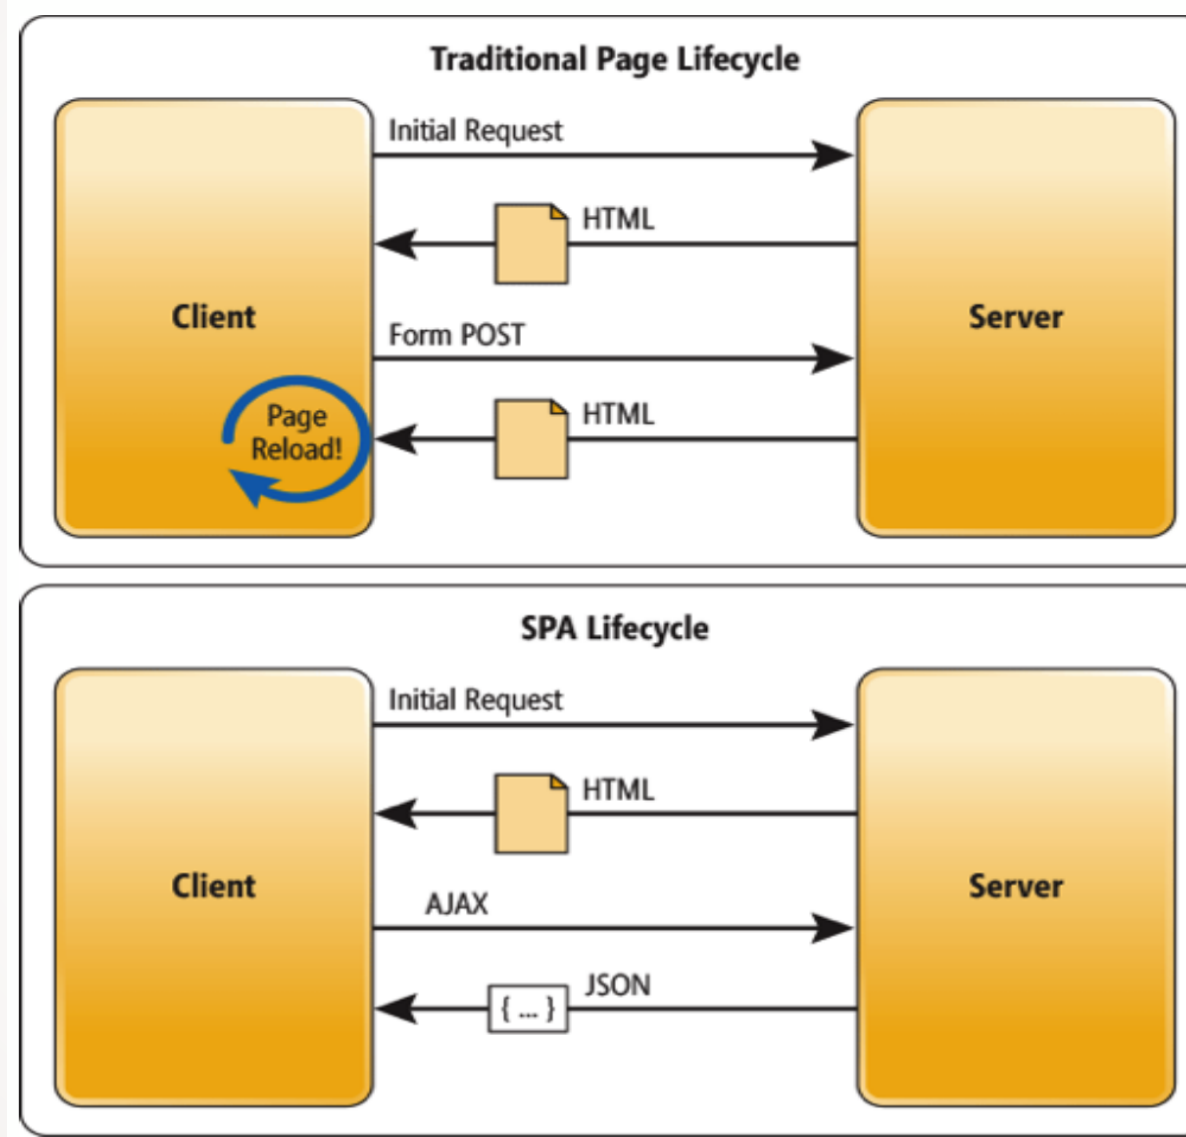 Traditional Page Lifecycle
Initial Request
HTML
Client
Server
Form POST
HTML
Page
Reload!
SPA Lifecycle
Initial Request
HTML
Client
Server
AJAX
JSON
{ ... }